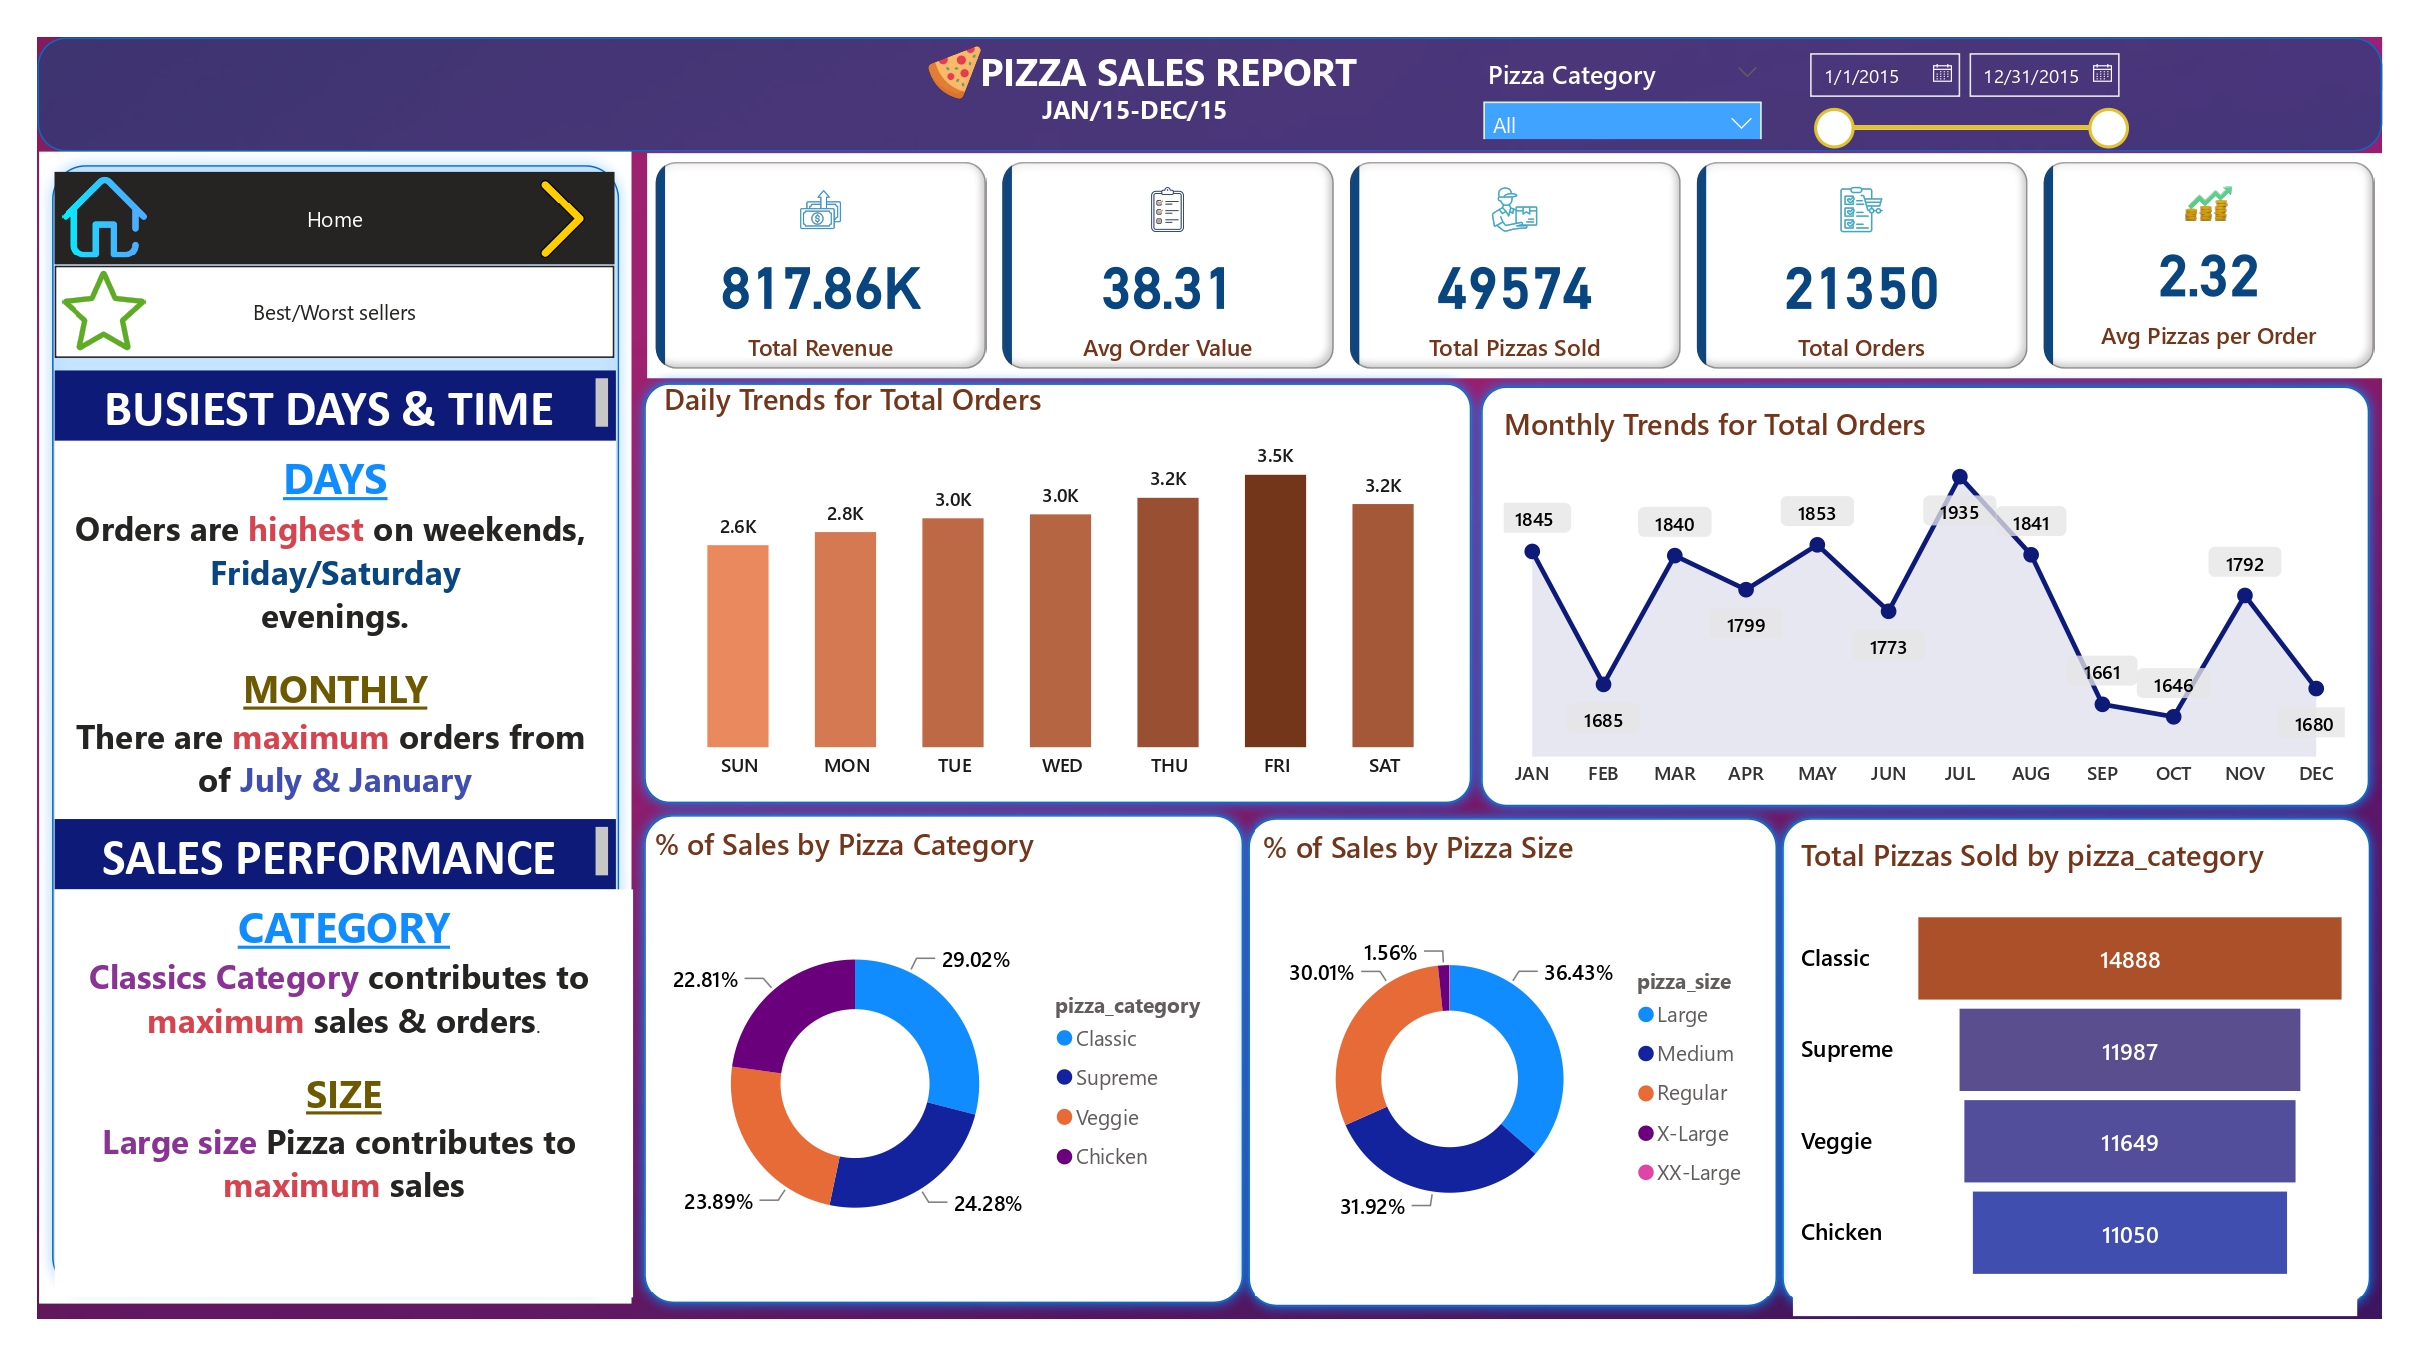 PIZZA SALES REPORT
JAN/15-DEC/15
Pizza Category
All
1/1/2015
12/31/2015
Home
Best/Worst sellers
BUSIEST DAYS & TIME
DAYS
Orders are highest on weekends,
Friday/Saturday
evenings.
MONTHLY
There are maximum orders from
of July & January
SALES PERFORMANCE
CATEGORY
Classics Category contributes to
maximum sales & orders.
SIZE
Large size Pizza contributes to
maximum sales
817.86K
Total Revenue
38.31
Avg Order Value
49574
Total Pizzas Sold
21350
Total Orders
2.32
Avg Pizzas per Order
Daily Trends for Total Orders
2.6K
2.8K
3.0K
3.0K
3.2K
3.5K
3.2K
SUN MON TUE WED THU FRI SAT
Monthly Trends for Total Orders
1845
1685
1840
1799
1853
1773
1935
1841
1661
1646
1792
1680
JAN FEB MAR APR MAY JUN JUL AUG SEP OCT NOV DEC
% of Sales by Pizza Category
29.02%
24.28%
23.89%
22.81%
pizza_category
Classic
Supreme
Veggie
Chicken
% of Sales by Pizza Size
36.43%
31.92%
30.01%
1.56%
pizza_size
Large
Medium
Regular
X-Large
XX-Large
Total Pizzas Sold by pizza_category
Classic 14888
Supreme 11987
Veggie 11649
Chicken 11050